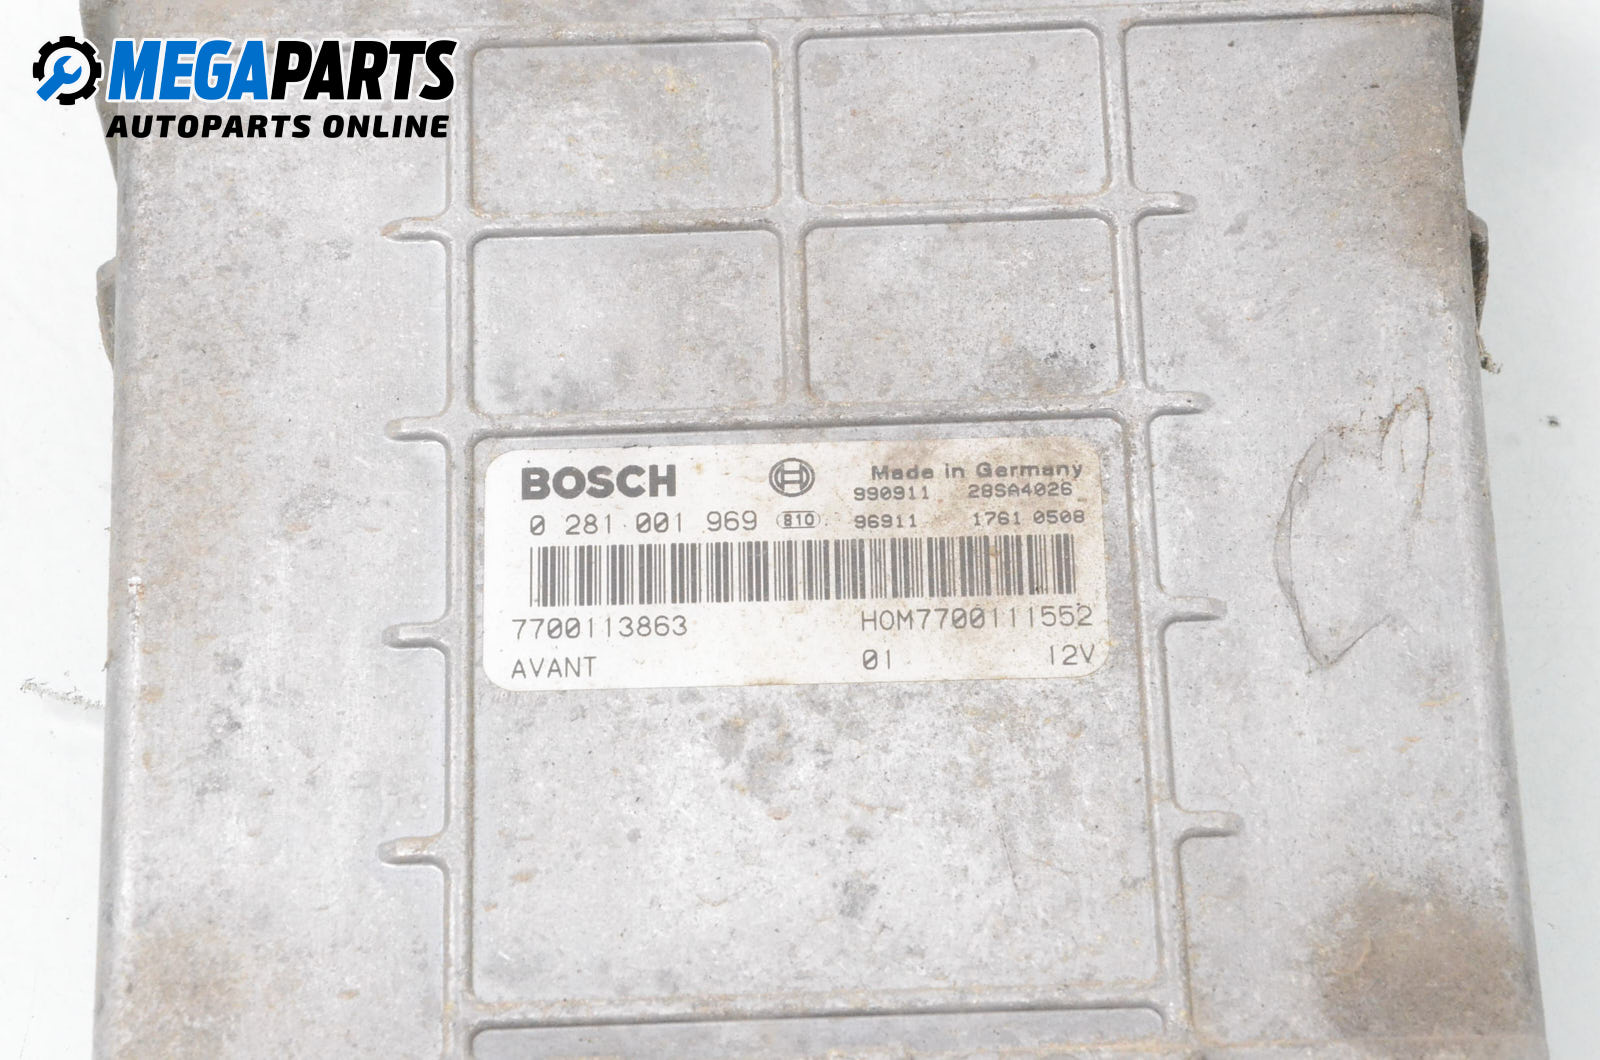 MEGAPARTS
AUTOPARTS ONLINE
BOSCH Made in Germany
990911 28SA4026
0 281 001 969 810 96911 1761 0508
7700113863 HOM7700111552
AVANT 01 12V